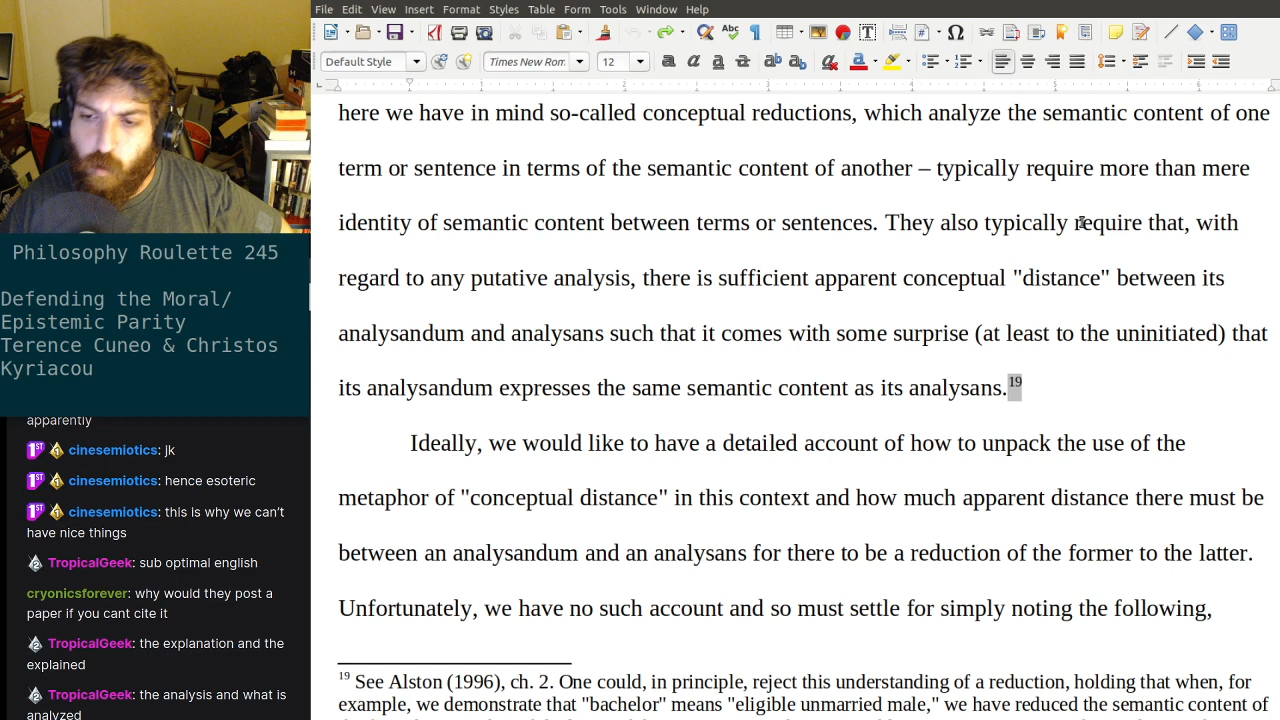 File Edit View Insert Format Styles Table Form Tools Window Help
Default Style
Times New Rom
12
here we have in mind so-called conceptual reductions, which analyze the semantic content of one
term or sentence in terms of the semantic content of another – typically require more than mere
identity of semantic content between terms or sentences. They also typically require that, with
regard to any putative analysis, there is sufficient apparent conceptual "distance" between its
analysandum and analysans such that it comes with some surprise (at least to the uninitiated) that
its analysandum expresses the same semantic content as its analysans.19
Ideally, we would like to have a detailed account of how to unpack the use of the
metaphor of "conceptual distance" in this context and how much apparent distance there must be
between an analysandum and an analysans for there to be a reduction of the former to the latter.
Unfortunately, we have no such account and so must settle for simply noting the following,
19 See Alston (1996), ch. 2. One could, in principle, reject this understanding of a reduction, holding that when, for
example, we demonstrate that "bachelor" means "eligible unmarried male," we have reduced the semantic content of
Philosophy Roulette 245
Defending the Moral/
Epistemic Parity
Terence Cuneo & Christos
Kyriacou
apparently
cinesemiotics: jk
cinesemiotics: hence esoteric
cinesemiotics: this is why we can't
have nice things
TropicalGeek: sub optimal english
cryonicsforever: why would they post a
paper if you cant cite it
TropicalGeek: the explanation and the
explained
TropicalGeek: the analysis and what is
analyzed